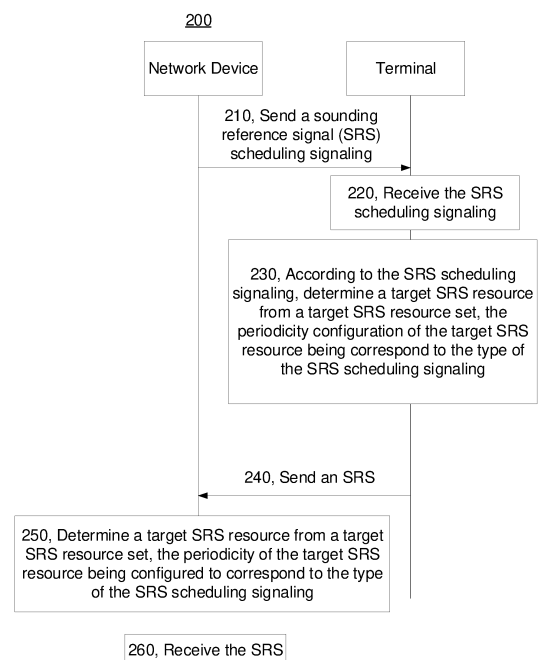 200
Network Device
Terminal
210, Send a sounding
reference signal (SRS)
scheduling signaling
220, Receive the SRS
scheduling signaling
230, According to the SRS scheduling
signaling, determine a target SRS resource
from a target SRS resource set, the
periodicity configuration of the target SRS
resource being correspond to the type of
the SRS scheduling signaling
240, Send an SRS
250, Determine a target SRS resource from a target
SRS resource set, the periodicity of the target SRS
resource being configured to correspond to the type
of the SRS scheduling signaling
260, Receive the SRS